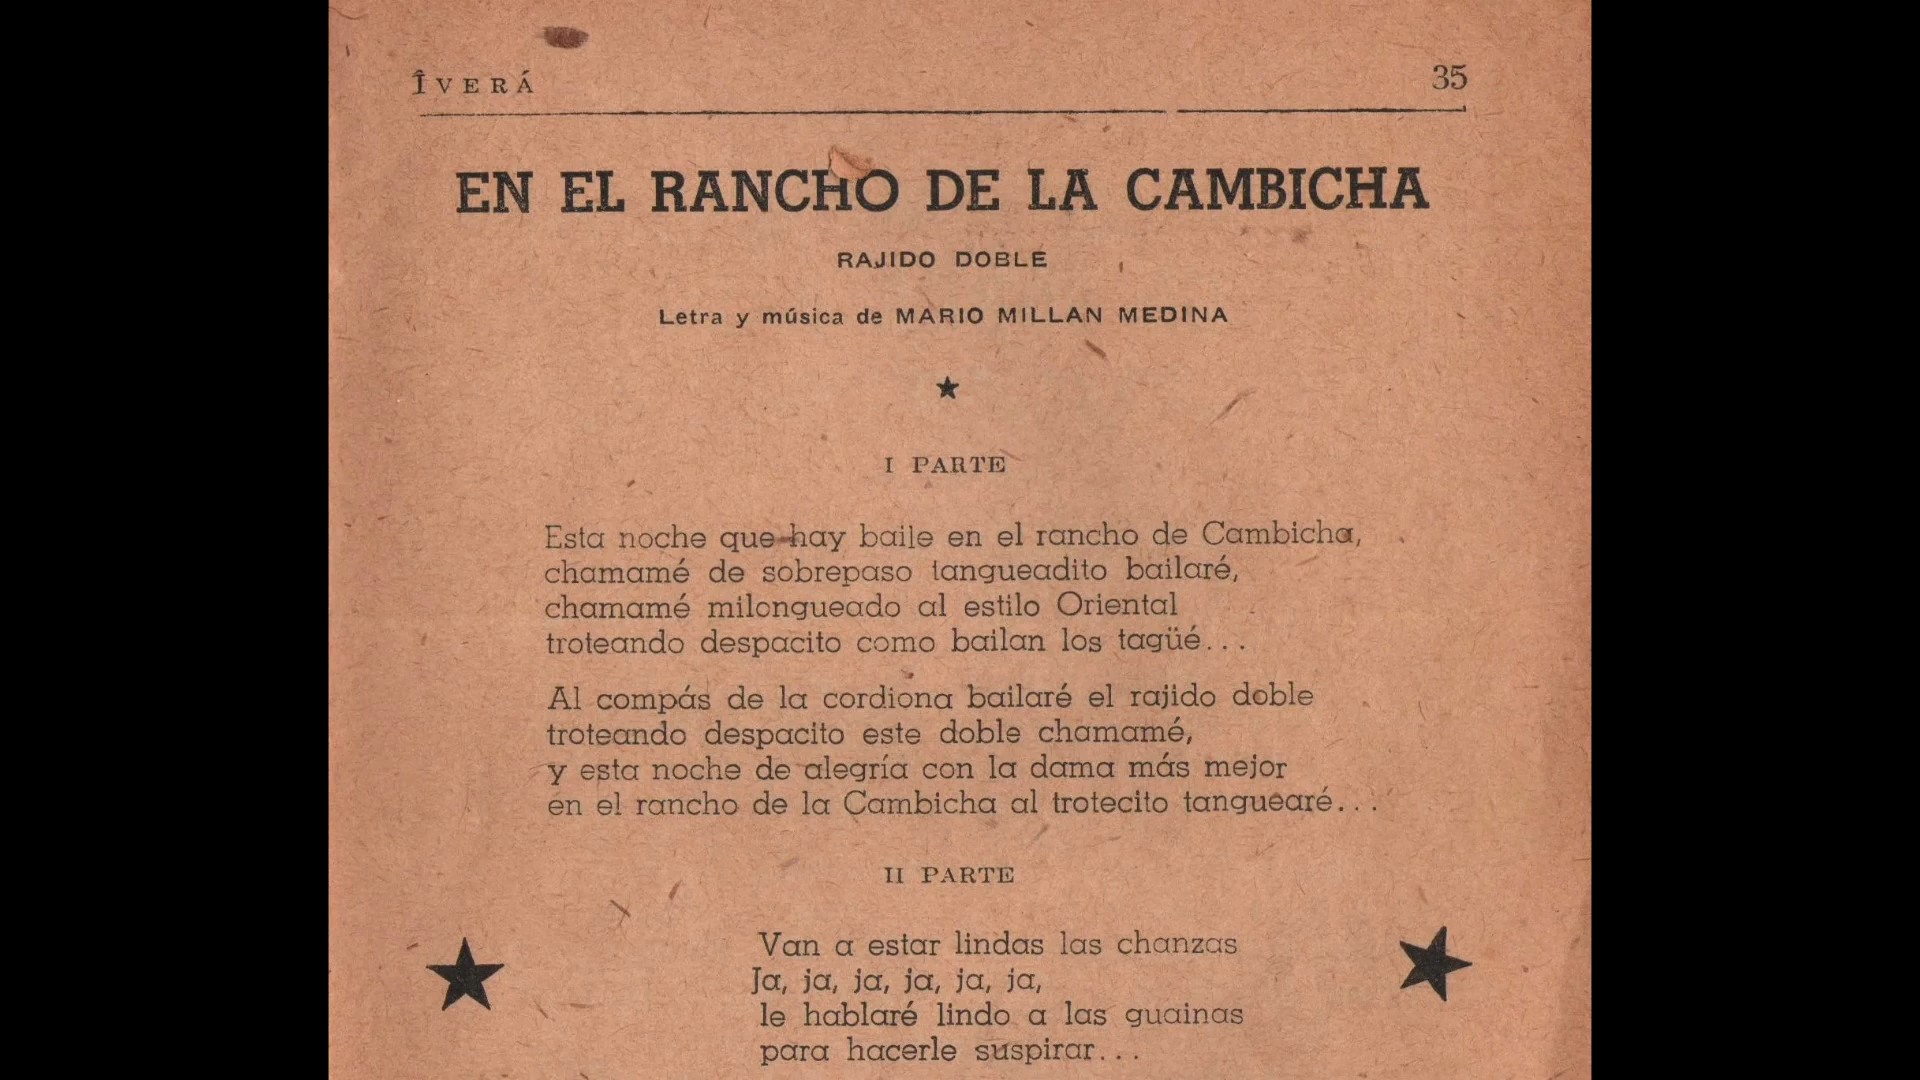 ÎVERÁ 35
EN EL RANCHO DE LA CAMBICHA
RAJIDO DOBLE
Letra y música de MARIO MILLAN MEDINA
I PARTE
Esta noche que hay baile en el rancho de Cambicha,
chamamé de sobrepaso tangueadito bailaré,
chamamé milongueado al estilo Oriental
troteando despacito como bailan los tagüé...
Al compás de la cordiona bailaré el rajido doble
troteando despacito este doble chamamé,
y esta noche de alegría con la dama más mejor
en el rancho de la Cambicha al trotecito tanguearé...
II PARTE
Van a estar lindas las chanzas
Ja, ja, ja, ja, ja, ja,
le hablaré lindo a las guainas
para hacerle suspirar...